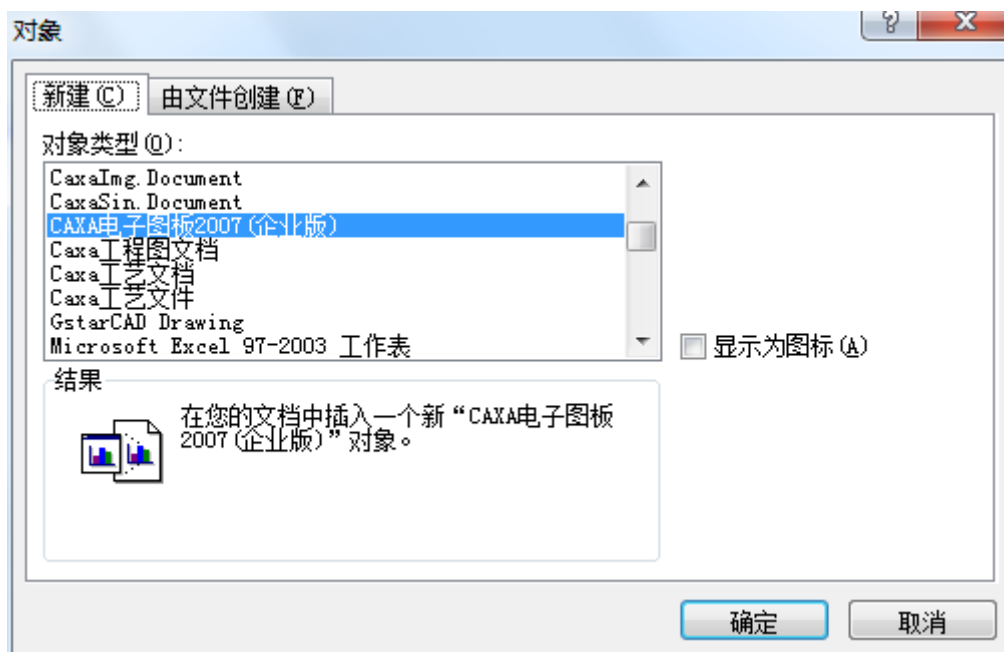 对象
?
X
新建(C) 由文件创建(F)
对象类型(O):
CaxaImg.Document
CaxaSin.Document
CAXA电子图板2007(企业版)
Caxa工程图文档
Caxa工艺文档
Caxa工艺文件
GstarCAD Drawing
Microsoft Excel 97-2003 工作表
显示为图标(A)
结果
在您的文档中插入一个新“CAXA电子图板
2007(企业版)”对象。
确定 取消